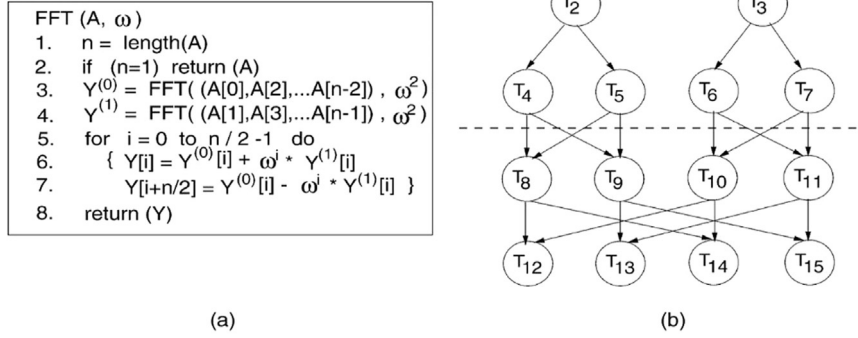 FFT (A, ω)
1. n = length(A)
2. if (n=1) return (A)
3. Y(0) = FFT( (A[0],A[2],...A[n-2]) , ω2)
4. Y(1) = FFT( (A[1],A[3],...A[n-1]) , ω2)
5. for i = 0 to n / 2 -1 do
6. { Y[i] = Y(0)[i] + ωi * Y(1)[i]
7. Y[i+n/2] = Y(0)[i] - ωi * Y(1)[i] }
8. return (Y)
(a)
T2 T3
T4 T5 T6 T7
T8 T9 T10 T11
T12 T13 T14 T15
(b)